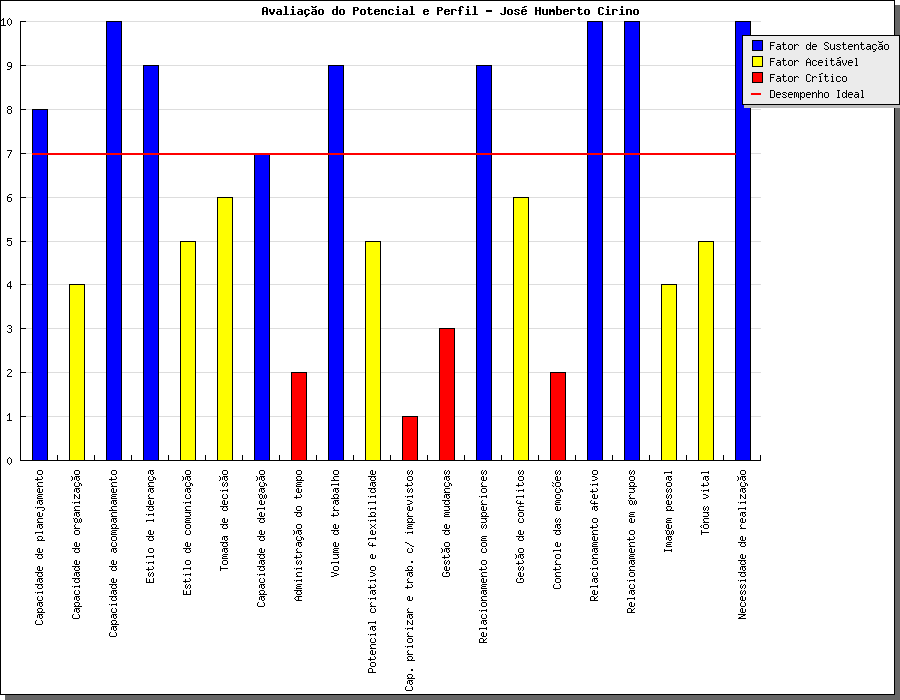 Avaliação do Potencial e Perfil - José Humberto Cirino
10
9
8
7
6
5
4
3
2
1
0
Fator de Sustentação
Fator Aceitável
Fator Crítico
Desempenho Ideal
Capacidade de planejamento
Capacidade de organização
Capacidade de acompanhamento
Estilo de liderança
Estilo de comunicação
Tomada de decisão
Capacidade de delegação
Administração do tempo
Volume de trabalho
Potencial criativo e flexibilidade
Cap. priorizar e trab. c/ imprevistos
Gestão de mudanças
Relacionamento com superiores
Gestão de conflitos
Controle das emoções
Relacionamento afetivo
Relacionamento em grupos
Imagem pessoal
Tônus vital
Necessidade de realização